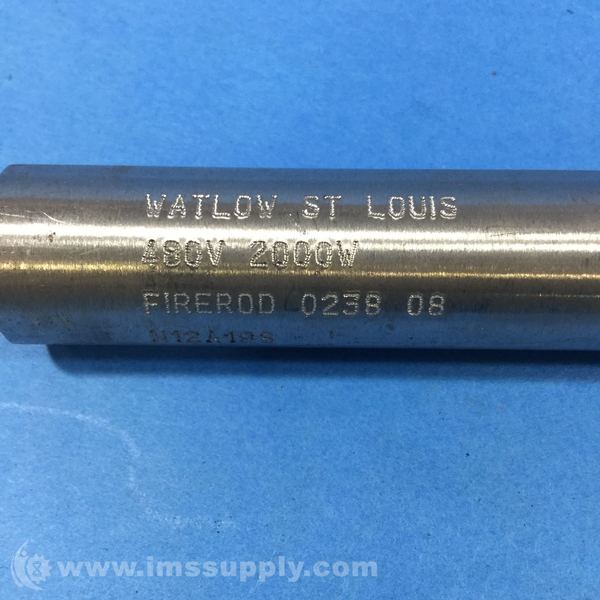 WATLOW ST LOUIS
480V 2000W
FIREROD 0238 08
N12A19S
www.imssupply.com